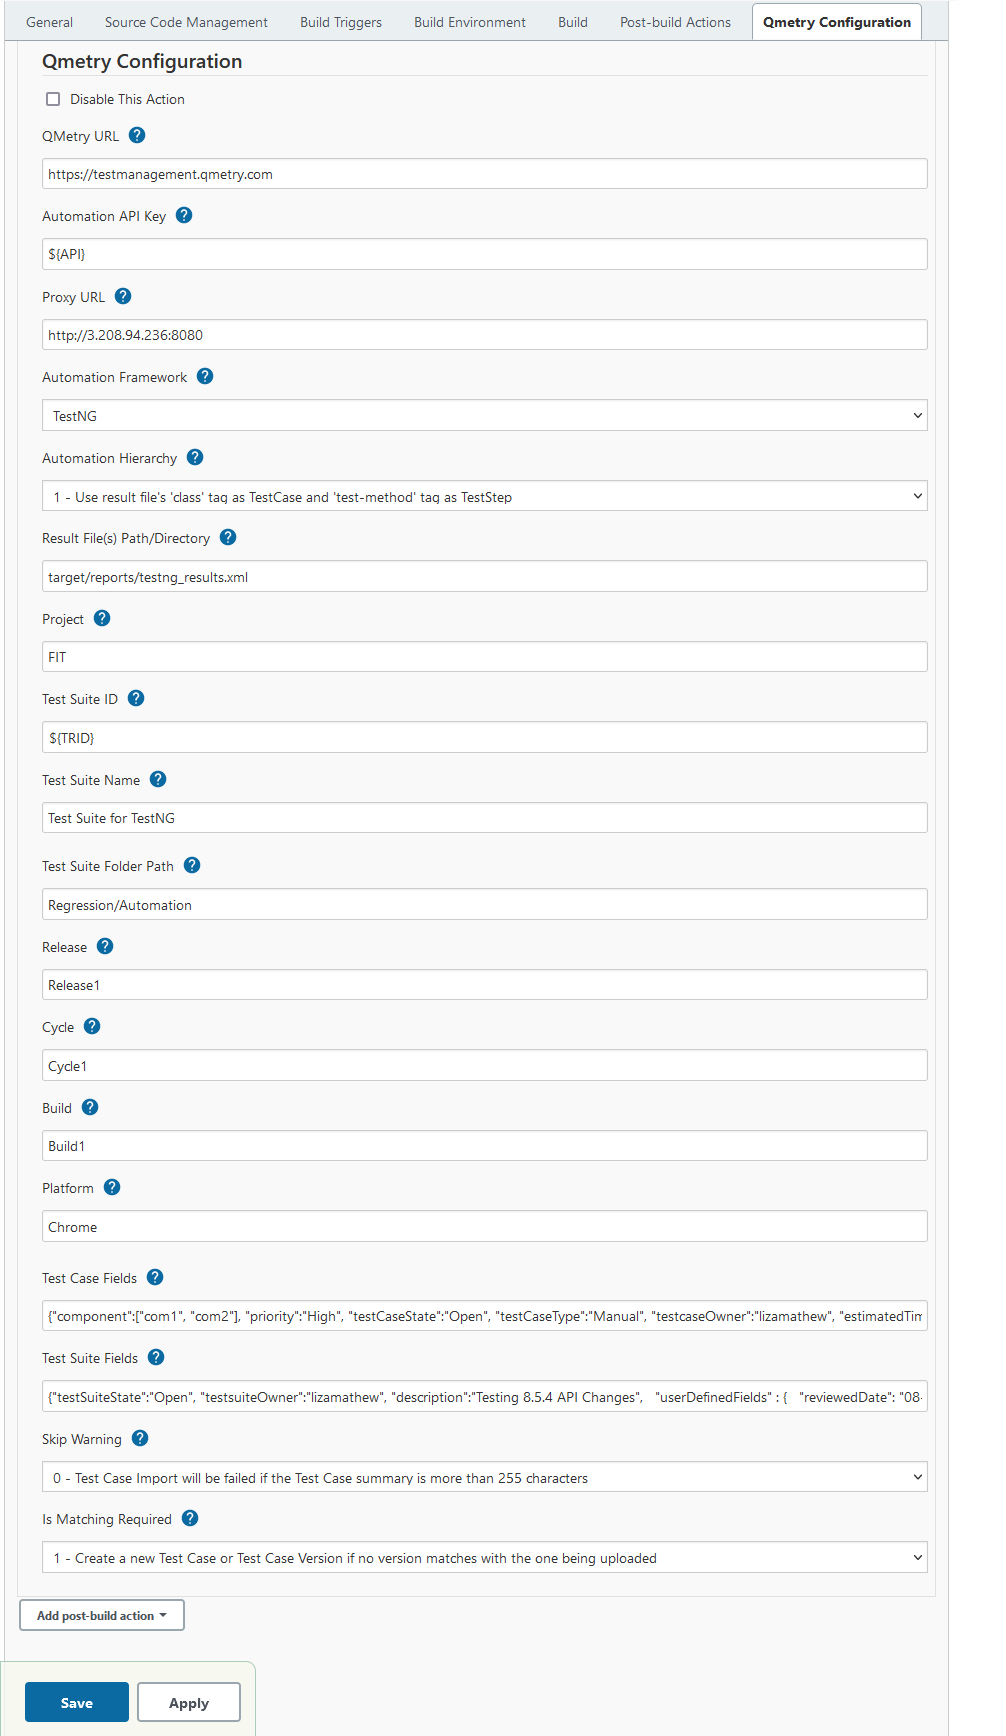 General Source Code Management Build Triggers Build Environment Build Post-build Actions Qmetry Configuration
Qmetry Configuration
Disable This Action
QMetry URL ?
https://testmanagement.qmetry.com
Automation API Key ?
${API}
Proxy URL ?
http://3.208.94.236:8080
Automation Framework ?
TestNG
Automation Hierarchy ?
1 - Use result file's 'class' tag as TestCase and 'test-method' tag as TestStep
Result File(s) Path/Directory ?
target/reports/testng_results.xml
Project ?
FIT
Test Suite ID ?
${TRID}
Test Suite Name ?
Test Suite for TestNG
Test Suite Folder Path ?
Regression/Automation
Release ?
Release1
Cycle ?
Cycle1
Build ?
Build1
Platform ?
Chrome
Test Case Fields ?
{"component":["com1", "com2"], "priority":"High", "testCaseState":"Open", "testCaseType":"Manual", "testcaseOwner":"lizamathew", "estimatedTim
Test Suite Fields ?
{"testSuiteState":"Open", "testsuiteOwner":"lizamathew", "description":"Testing 8.5.4 API Changes", "userDefinedFields" : { "reviewedDate": "08-
Skip Warning ?
0 - Test Case Import will be failed if the Test Case summary is more than 255 characters
Is Matching Required ?
1 - Create a new Test Case or Test Case Version if no version matches with the one being uploaded
Add post-build action
Save Apply